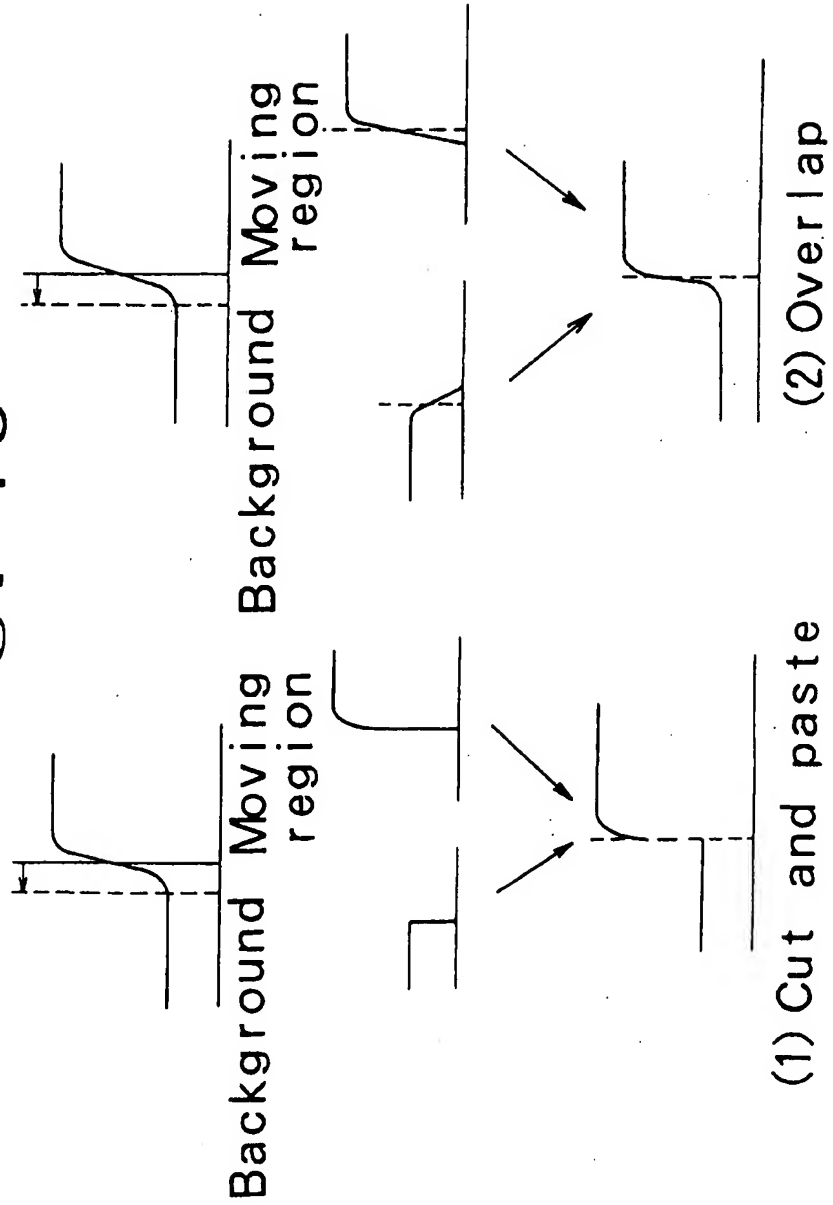 Background
Moving
region
(1) Cut and paste
Background
Moving
region
(2) Overlap